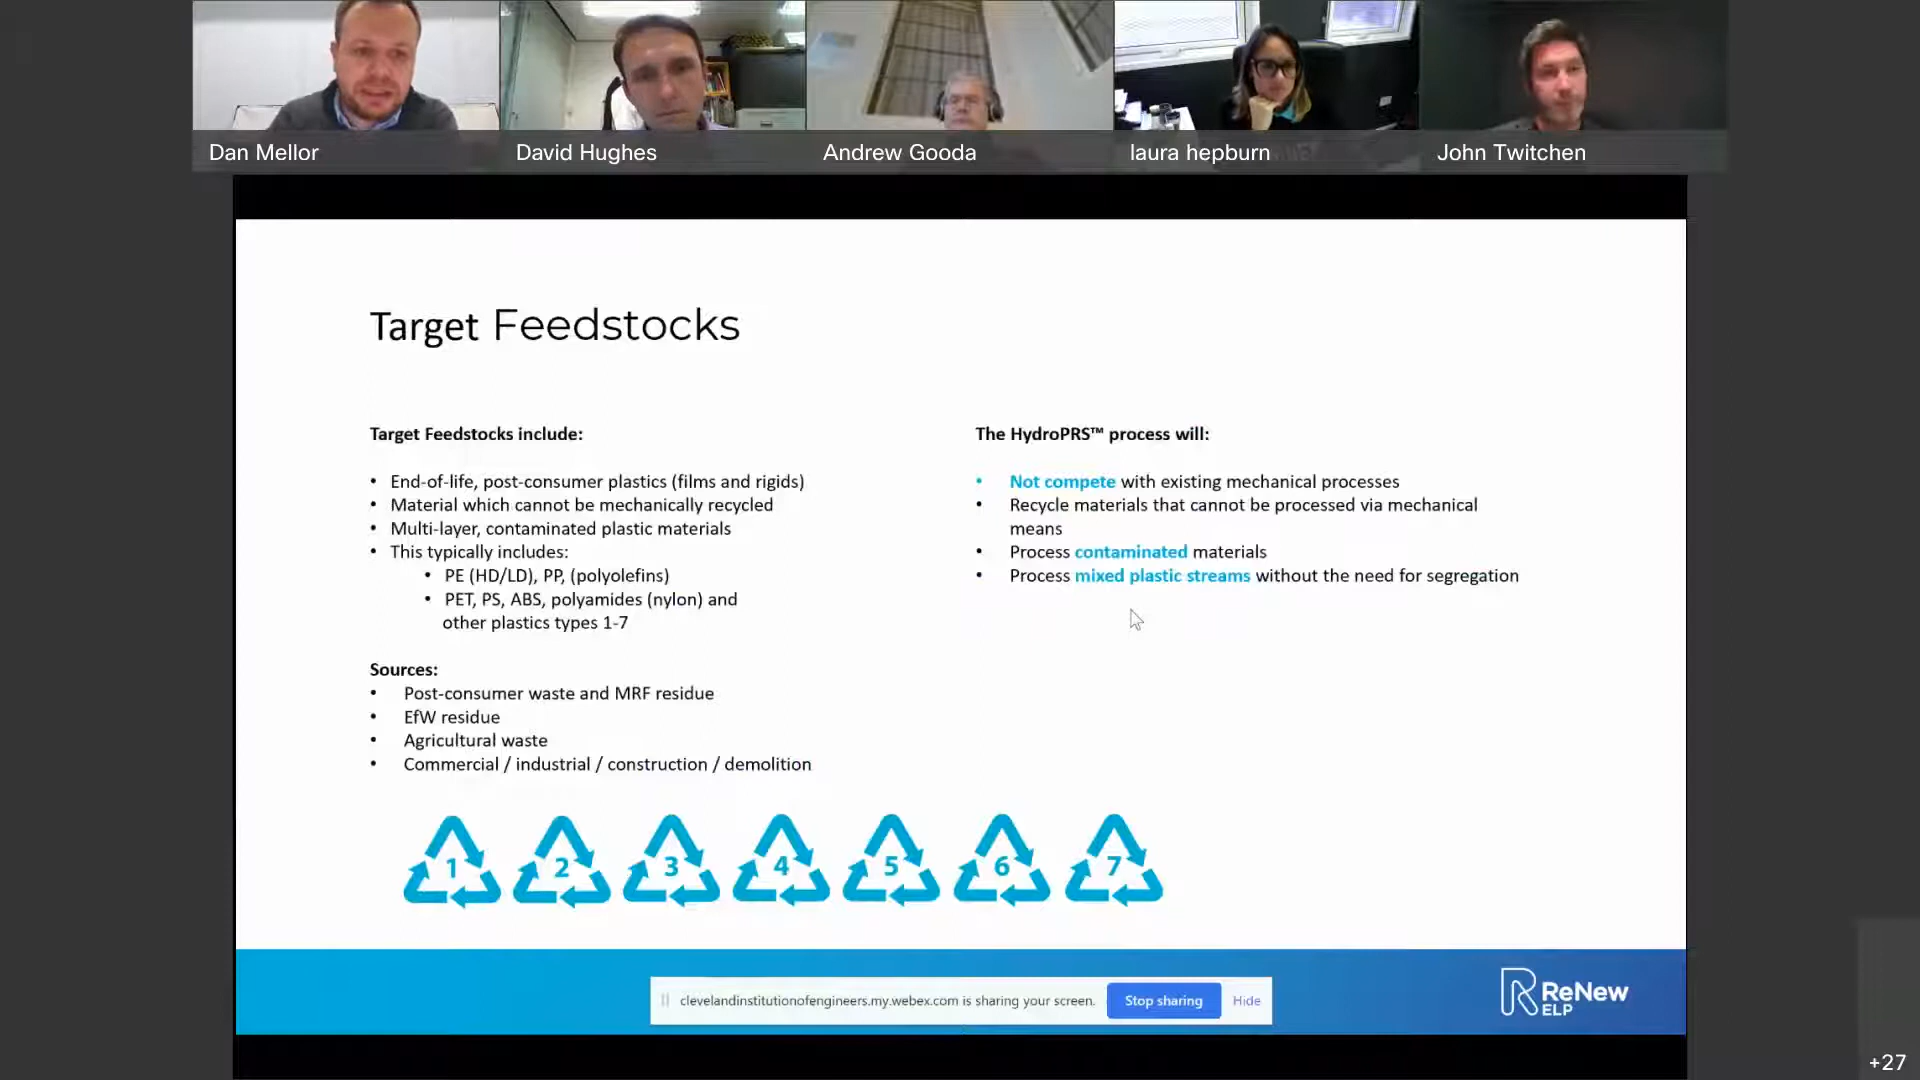 Dan Mellor
David Hughes
Andrew Gooda
laura hepburn
John Twitchen
Target Feedstocks
Target Feedstocks include:
• End-of-life, post-consumer plastics (films and rigids)
• Material which cannot be mechanically recycled
• Multi-layer, contaminated plastic materials
• This typically includes:
• PE (HD/LD), PP, (polyolefins)
• PET, PS, ABS, polyamides (nylon) and
other plastics types 1-7
Sources:
• Post-consumer waste and MRF residue
• EfW residue
• Agricultural waste
• Commercial / industrial / construction / demolition
The HydroPRS™ process will:
• Not compete with existing mechanical processes
• Recycle materials that cannot be processed via mechanical
means
• Process contaminated materials
• Process mixed plastic streams without the need for segregation
1 2 3 4 5 6 7
clevelandinstitutionofengineers.my.webex.com is sharing your screen. Stop sharing Hide
ReNew
ELP
+27